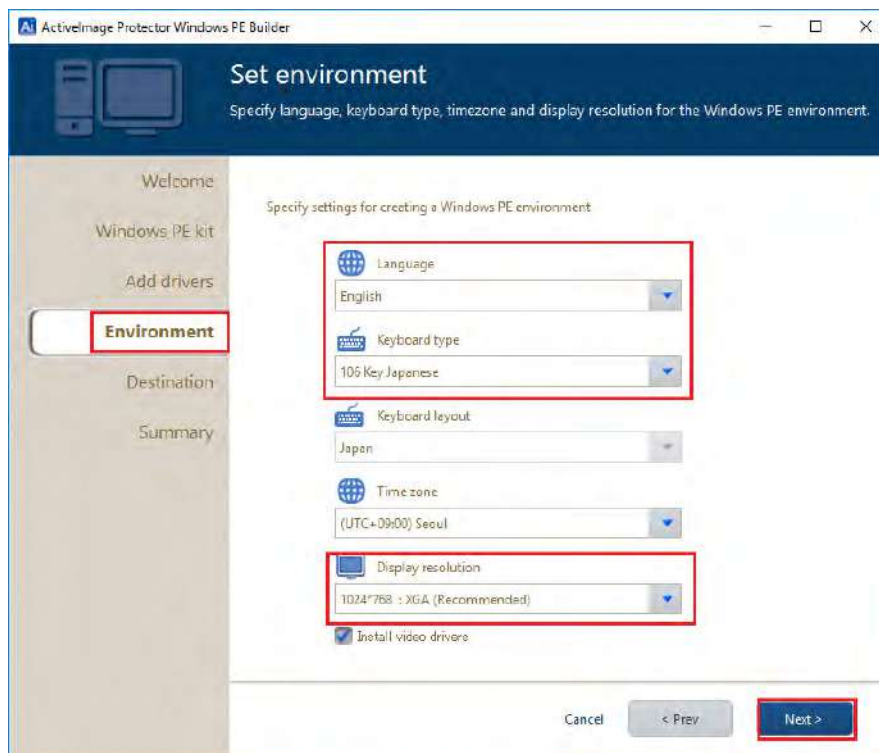 Ai ActiveImage Protector Windows PE Builder
Set environment
Specify language, keyboard type, timezone and display resolution for the Windows PE environment.
Welcome
Windows PE kit
Add drivers
Environment
Destination
Summary
Specify settings for creating a Windows PE environment
Language
English
Keyboard type
106 Key Japanese
Keyboard layout
Japan
Time zone
(UTC+09:00) Seoul
Display resolution
1024*768 : XGA (Recommended)
Install video drivers
Cancel
< Prev
Next >